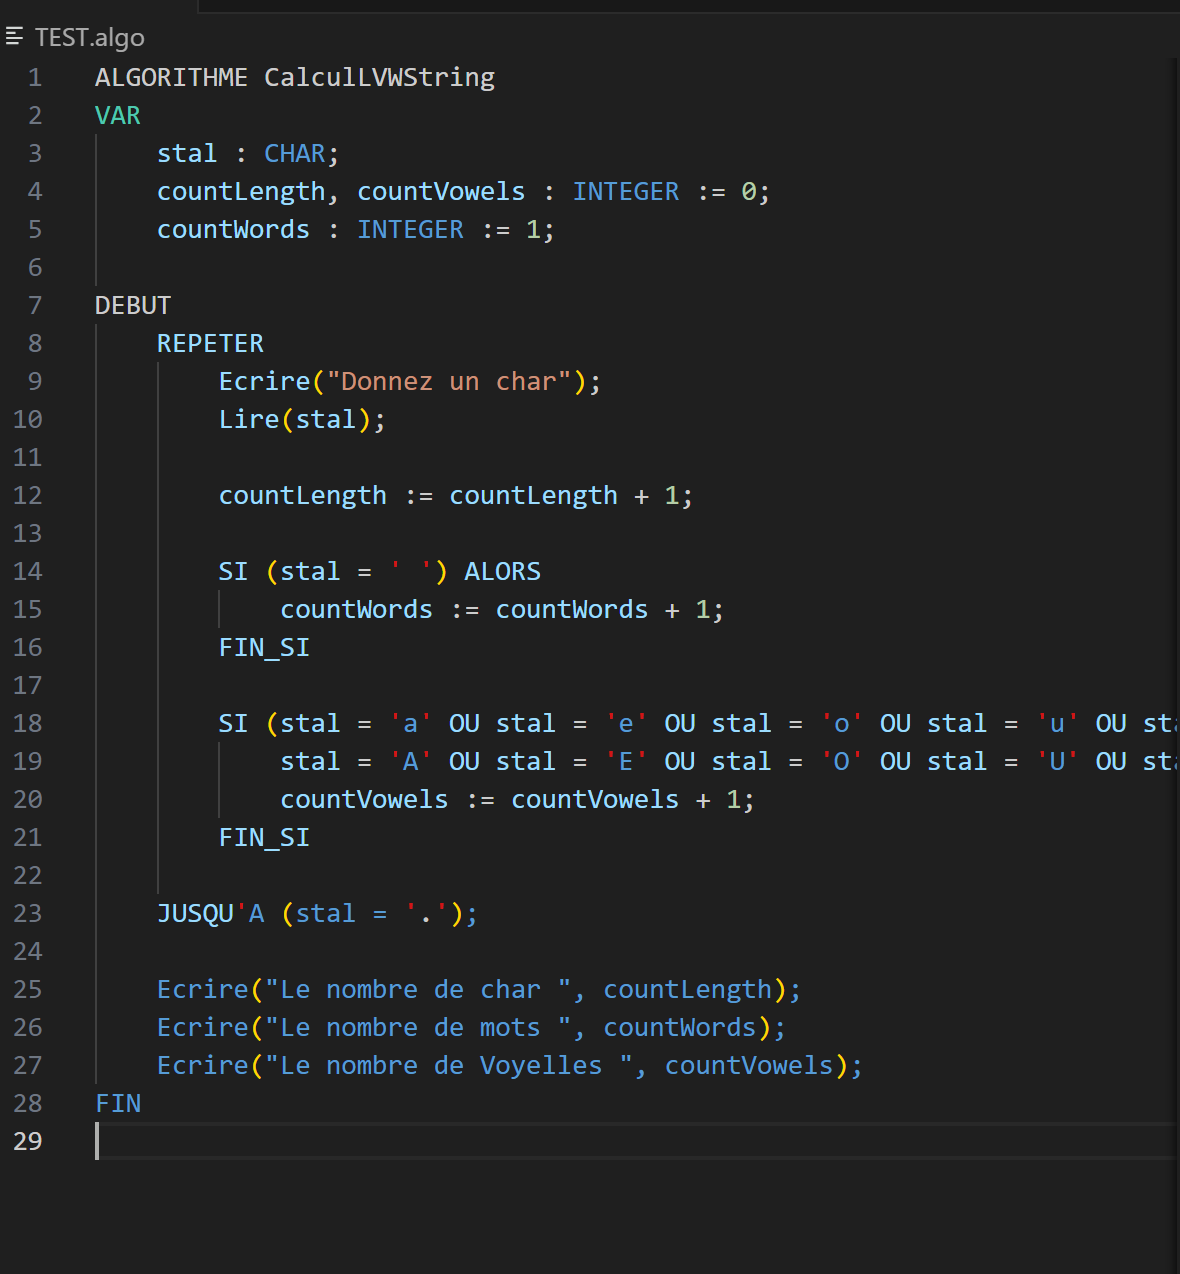 TEST.algo
1 ALGORITHME CalculLVWString
2 VAR
3 stal : CHAR;
4 countLength, countVowels : INTEGER := 0;
5 countWords : INTEGER := 1;
6
7 DEBUT
8 REPETER
9 Ecrire("Donnez un char");
10 Lire(stal);
11
12 countLength := countLength + 1;
13
14 SI (stal = ' ') ALORS
15 countWords := countWords + 1;
16 FIN_SI
17
18 SI (stal = 'a' OU stal = 'e' OU stal = 'o' OU stal = 'u' OU
19 stal = 'A' OU stal = 'E' OU stal = 'O' OU stal = 'U' OU
20 countVowels := countVowels + 1;
21 FIN_SI
22
23 JUSQU'A (stal = '.');
24
25 Ecrire("Le nombre de char ", countLength);
26 Ecrire("Le nombre de mots ", countWords);
27 Ecrire("Le nombre de Voyelles ", countVowels);
28 FIN
29